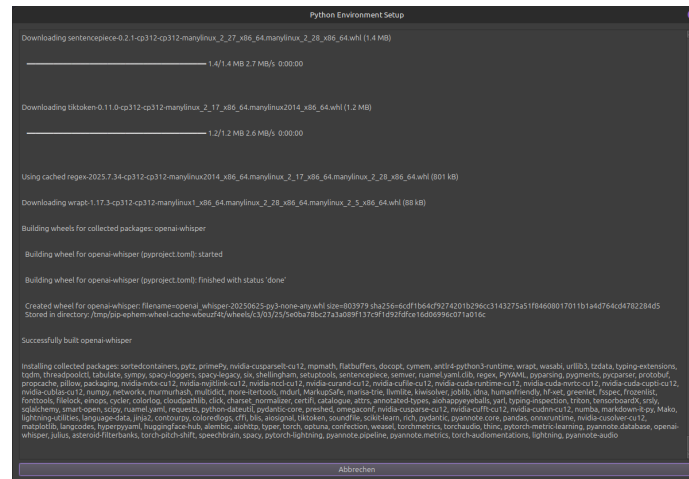 Python Environment Setup
Downloading sentencepiece-0.2.1-cp312-cp312-manylinux_2_27_x86_64.manylinux_2_28_x86_64.whl (1.4 MB)
1.4/1.4 MB 2.7 MB/s 0:00:00
Downloading tiktoken-0.11.0-cp312-cp312-manylinux_2_17_x86_64.manylinux2014_x86_64.whl (1.2 MB)
1.2/1.2 MB 2.6 MB/s 0:00:00
Using cached regex-2025.7.34-cp312-cp312-manylinux2014_x86_64.manylinux_2_17_x86_64.manylinux_2_28_x86_64.whl (801 kB)
Downloading wrapt-1.17.3-cp312-cp312-manylinux1_x86_64.manylinux_2_28_x86_64.manylinux_2_5_x86_64.whl (88 kB)
Building wheels for collected packages: openai-whisper
Building wheel for openai-whisper (pyproject.toml): started
Building wheel for openai-whisper (pyproject.toml): finished with status 'done'
Created wheel for openai-whisper: filename=openai_whisper-20250625-py3-none-any.whl size=803979 sha256=6cdf1b64cf9274201b296cc3143275a51f84608017011b1a4d764cd4782284d5
Stored in directory: /tmp/pip-ephem-wheel-cache-wbeuzf4t/wheels/c3/03/25/5e0ba78bc27a3a089f137c9f1d92fdfce16d06996c071a016c
Successfully built openai-whisper
Installing collected packages: sortedcontainers, pytz, primePy, nvidia-cusparselt-cu12, mpmath, flatbuffers, docopt, cymem, antlr4-python3-runtime, wrapt, wasabi, urllib3, tzdata, typing-extensions,
tqdm, threadpoolctl, tabulate, sympy, spacy-loggers, spacy-legacy, six, shellingham, setuptools, sentencepiece, semver, ruamel.yaml.clib, regex, PyYAML, pyparsing, pygments, pycparser, protobuf,
propcache, pillow, packaging, nvidia-nvtx-cu12, nvidia-nvjitlink-cu12, nvidia-nccl-cu12, nvidia-curand-cu12, nvidia-cufile-cu12, nvidia-cuda-runtime-cu12, nvidia-cuda-nvrtc-cu12, nvidia-cuda-cupti-cu12,
nvidia-cublas-cu12, numpy, networkx, murmurhash, multidict, more-itertools, mdurl, MarkupSafe, marisa-trie, llvmlite, kiwisolver, joblib, idna, humanfriendly, hf-xet, greenlet, fsspec, frozenlist,
fonttools, filelock, einops, cycler, colorlog, cloudpathlib, click, charset_normalizer, certifi, catalogue, attrs, annotated-types, aiohappyeyeballs, yarl, typing-inspection, triton, tensorboardX, srsly,
sqlalchemy, smart-open, scipy, ruamel.yaml, requests, python-dateutil, pydantic-core, preshed, omegaconf, nvidia-cusparse-cu12, nvidia-cufft-cu12, nvidia-cudnn-cu12, numba, markdown-it-py, Mako,
lightning-utilities, language-data, jinja2, contourpy, coloredlogs, cffi, blis, aiosignal, tiktoken, soundfile, scikit-learn, rich, pydantic, pyannote.core, pandas, onnxruntime, nvidia-cusolver-cu12,
matplotlib, langcodes, hyperpyyaml, huggingface-hub, alembic, aiohttp, typer, torch, optuna, confection, weasel, torchmetrics, torchaudio, thinc, pytorch-metric-learning, pyannote.database, openai-
whisper, julius, asteroid-filterbanks, torch-pitch-shift, speechbrain, spacy, pytorch-lightning, pyannote.pipeline, pyannote.metrics, torch-audiomentations, lightning, pyannote-audio
Abbrechen